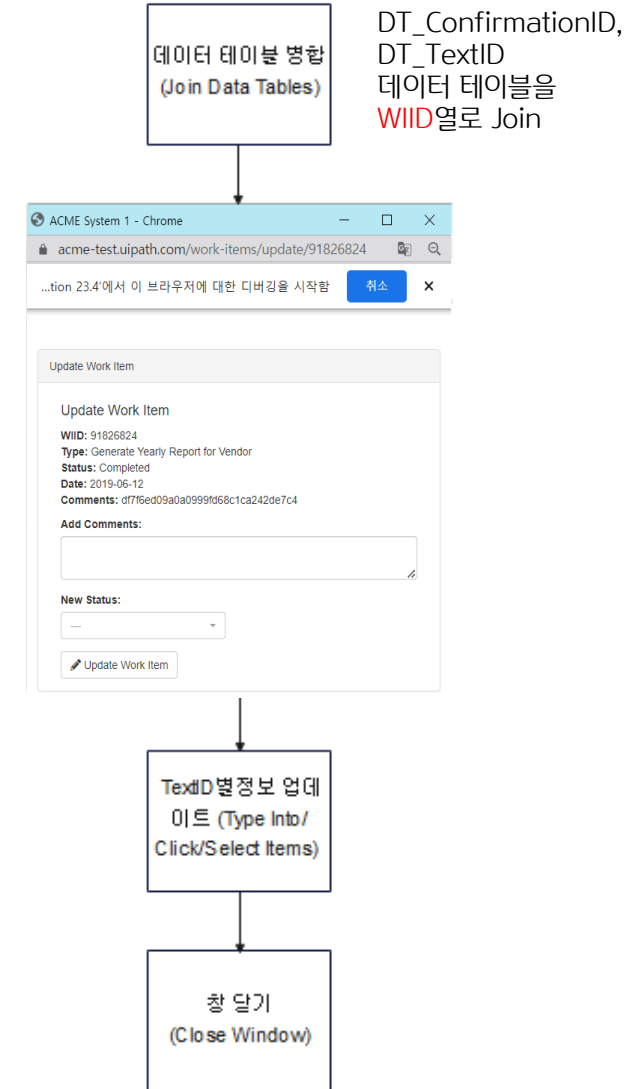 데이터 테이블 병합
(Join Data Tables)
DT_ConfirmationID,
DT_TextID
데이터 테이블을
WIID열로 Join
ACME System 1 - Chrome
acme-test.uipath.com/work-items/update/91826824
...tion 23.4'에서 이 브라우저에 대한 디버깅을 시작함 취소
Update Work Item
Update Work Item
WIID: 91826824
Type: Generate Yearly Report for Vendor
Status: Completed
Date: 2019-06-12
Comments: df7f6ed09a0a0999fd68c1ca242de7c4
Add Comments:
New Status:
---
Update Work Item
TextID별정보 업데
이트 (Type Into/
Click/Select Items)
창 닫기
(Close Window)